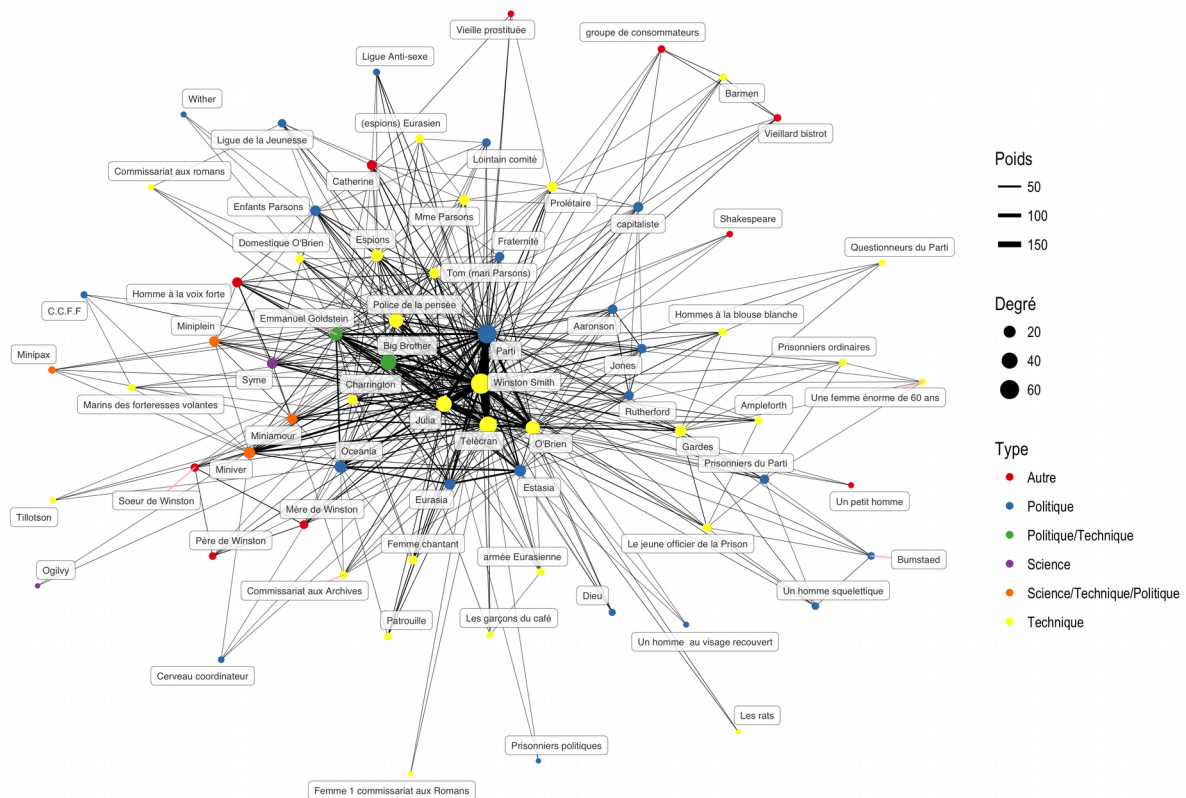 Vieille prostituée
groupe de consommateurs
Ligue Anti-sexe
Barmen
Wither
(espions) Eurasien
Vieillard bistrot
Ligue de la Jeunesse
Lointain comité
Commissariat aux romans
Catherine
Enfants Parsons
Mme Parsons
Prolétaire
capitaliste
Shakespeare
Domestique O'Brien
Espions
Fraternité
Questionneurs du Parti
Tom (mari Parsons)
Homme à la voix forte
C.C.F.F
Police de la pensée
Emmanuel Goldstein
Miniplein
Aaronson
Hommes à la blouse blanche
Big Brother
Parti
Prisonniers ordinaires
Minipax
Jones
Syme
Charrington
Winston Smith
Une femme énorme de 60 ans
Marins des forteresses volantes
Ampleforth
Rutherford
Julia
Miniamour
Télécran
O'Brien
Gardes
Oceania
Prisonniers du Parti
Miniver
Estasia
Soeur de Winston
Eurasia
Un petit homme
Mère de Winston
Tillotson
Père de Winston
Femme chantant
Le jeune officier de la Prison
armée Eurasienne
Bumstaed
Ogilvy
Commissariat aux Archives
Dieu
Un homme squelettique
Patrouille
Les garçons du café
Un homme au visage recouvert
Cerveau coordinateur
Les rats
Prisonniers politiques
Femme 1 commissariat aux Romans
Poids
50
100
150
Degré
20
40
60
Type
Autre
Politique
Politique/Technique
Science
Science/Technique/Politique
Technique